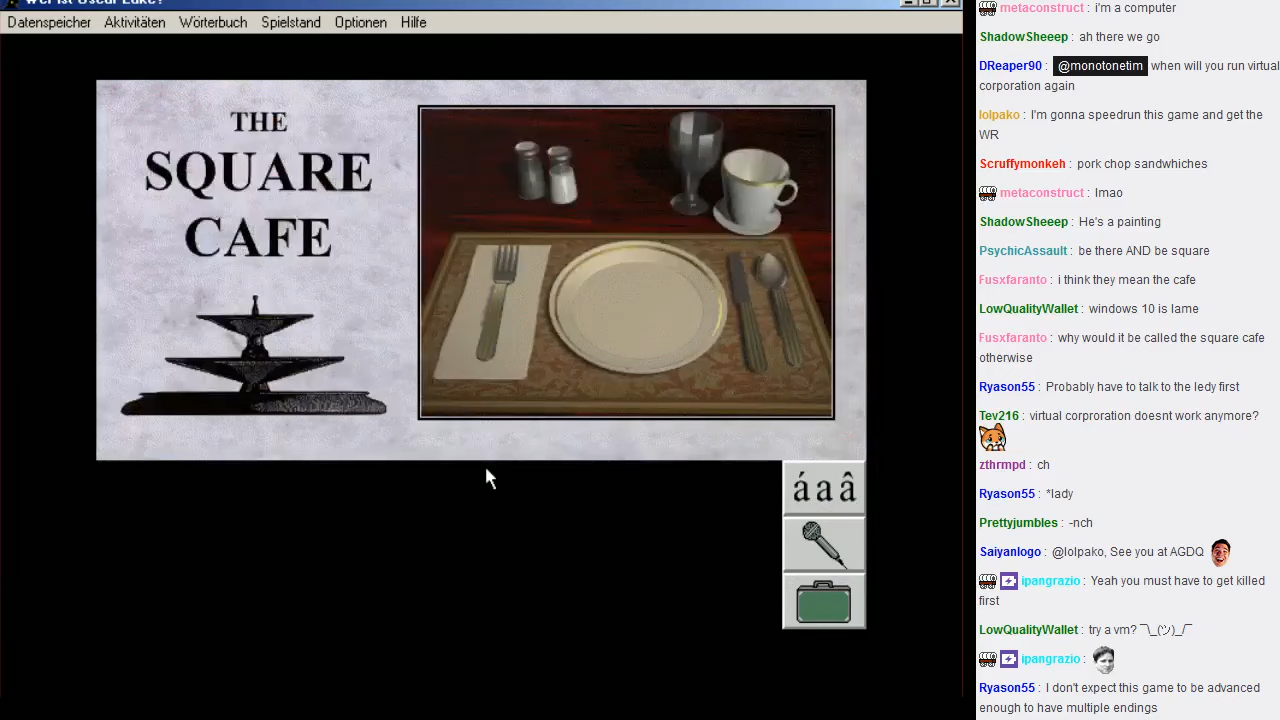 Wer ist Oscar Lake?
Datenspeicher Aktivitäten Wörterbuch Spielstand Optionen Hilfe
THE
SQUARE
CAFE
á a â
metaconstruct : i'm a computer
ShadowSheeep : ah there we go
DReaper90 : @monotonetim when will you run virtual
corporation again
lolpako : I'm gonna speedrun this game and get the
WR
Scruffymonkeh : pork chop sandwhiches
metaconstruct : lmao
ShadowSheeep : He's a painting
PsychicAssault : be there AND be square
Fusxfaranto : i think they mean the cafe
LowQualityWallet : windows 10 is lame
Fusxfaranto : why would it be called the square cafe
otherwise
Ryason55 : Probably have to talk to the ledy first
Tev216 : virtual corporaron doesnt work anymore?
zthrmpd : ch
Ryason55 : *lady
Prettyjumbles : -nch
Saiyanlogo : @lolpako, See you at AGDQ
ipangrazio : Yeah you must have to get killed
first
LowQualityWallet : try a vm? ¯\_(ツ)_/¯
ipangrazio :
Ryason55 : I don't expect this game to be advanced
enough to have multiple endings